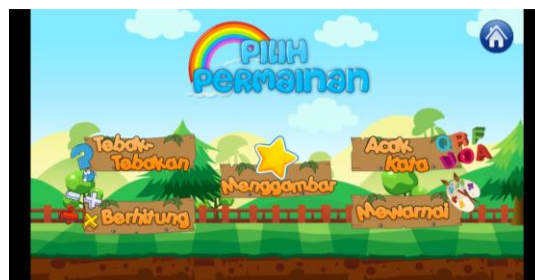 PILIH
PERMAINAN
Tebak-
Tebakan
Acak
Kata
Menggambar
Berhitung
Mewarnai